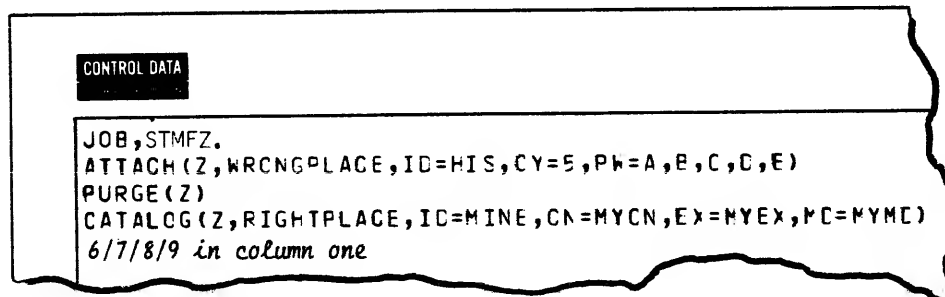 CONTROL DATA
JOB,STMFZ.
ATTACH(Z,WRONGPLACE,ID=HIS,CY=5,PW=A,B,C,D,E)
PURGE(Z)
CATALOG(Z,RIGHTPLACE,ID=MINE,CN=MYCN,EX=MYEX,MD=MYMD)
6/7/8/9 in column one